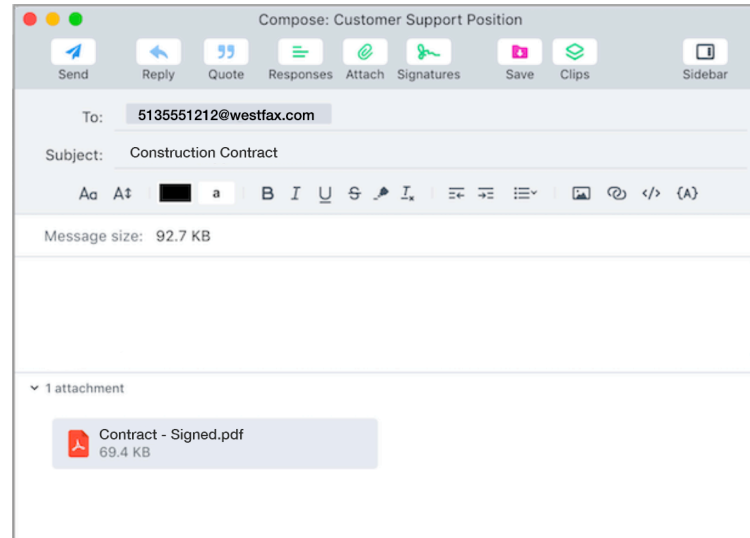 Compose: Customer Support Position
Send Reply Quote Responses Attach Signatures Save Clips Sidebar
To: 5135551212@westfax.com
Subject: Construction Contract
Aa A a B I U S Ix </> {A}
Message size: 92.7 KB
1 attachment
Contract - Signed.pdf
69.4 KB